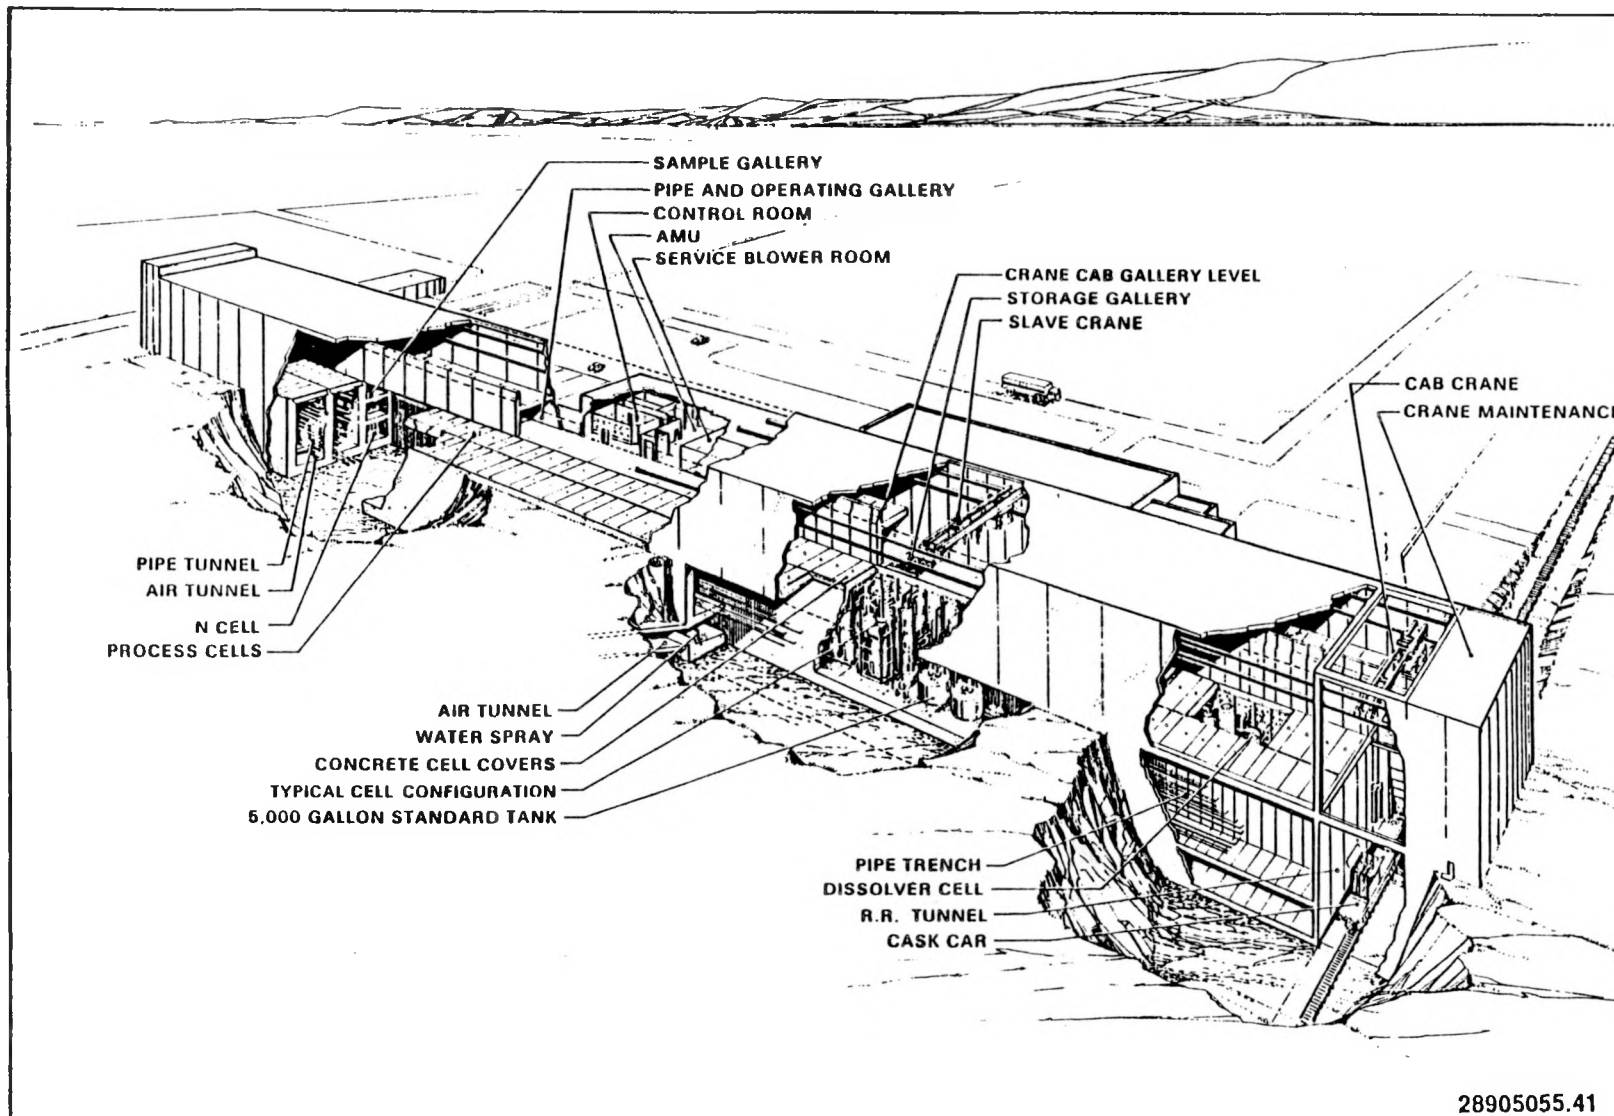 SAMPLE GALLERY
PIPE AND OPERATING GALLERY
CONTROL ROOM
AMU
SERVICE BLOWER ROOM
CRANE CAB GALLERY LEVEL
STORAGE GALLERY
SLAVE CRANE
CAB CRANE
CRANE MAINTENANCE
PIPE TUNNEL
AIR TUNNEL
N CELL
PROCESS CELLS
AIR TUNNEL
WATER SPRAY
CONCRETE CELL COVERS
TYPICAL CELL CONFIGURATION
5,000 GALLON STANDARD TANK
PIPE TRENCH
DISSOLVER CELL
R.R. TUNNEL
CASK CAR
28905055.41